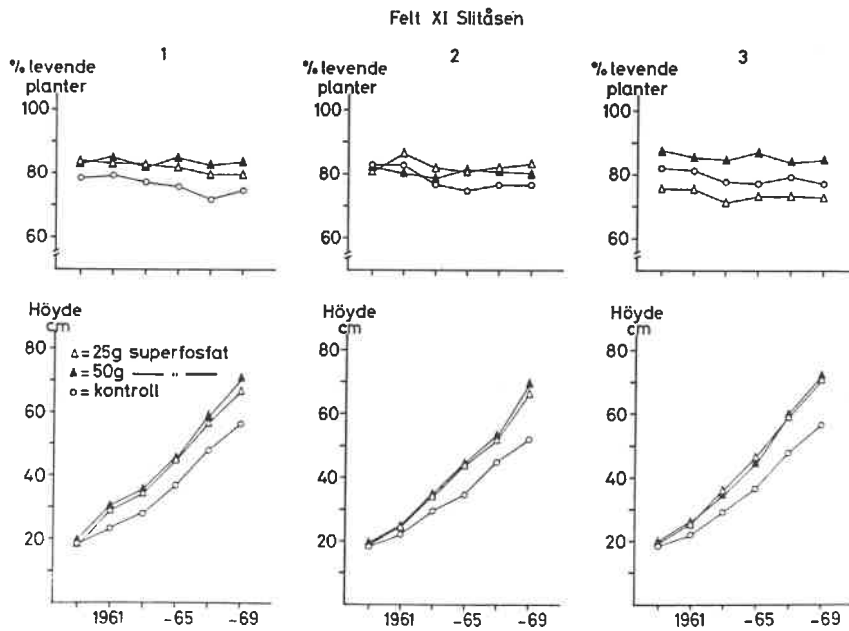 Felt XI Slitåsen
1
% levende
planter
100
80
60
2
% levende
planter
100
80
60
3
% levende
planter
100
80
60
Höyde
cm
80
60
40
20
△ = 25g superfosfat
▲ = 50g —— " ——
○ = kontroll
1961 -65 -69
Höyde
cm
80
60
40
20
1961 -65 -69
Höyde
cm
80
60
40
20
1961 -65 -69